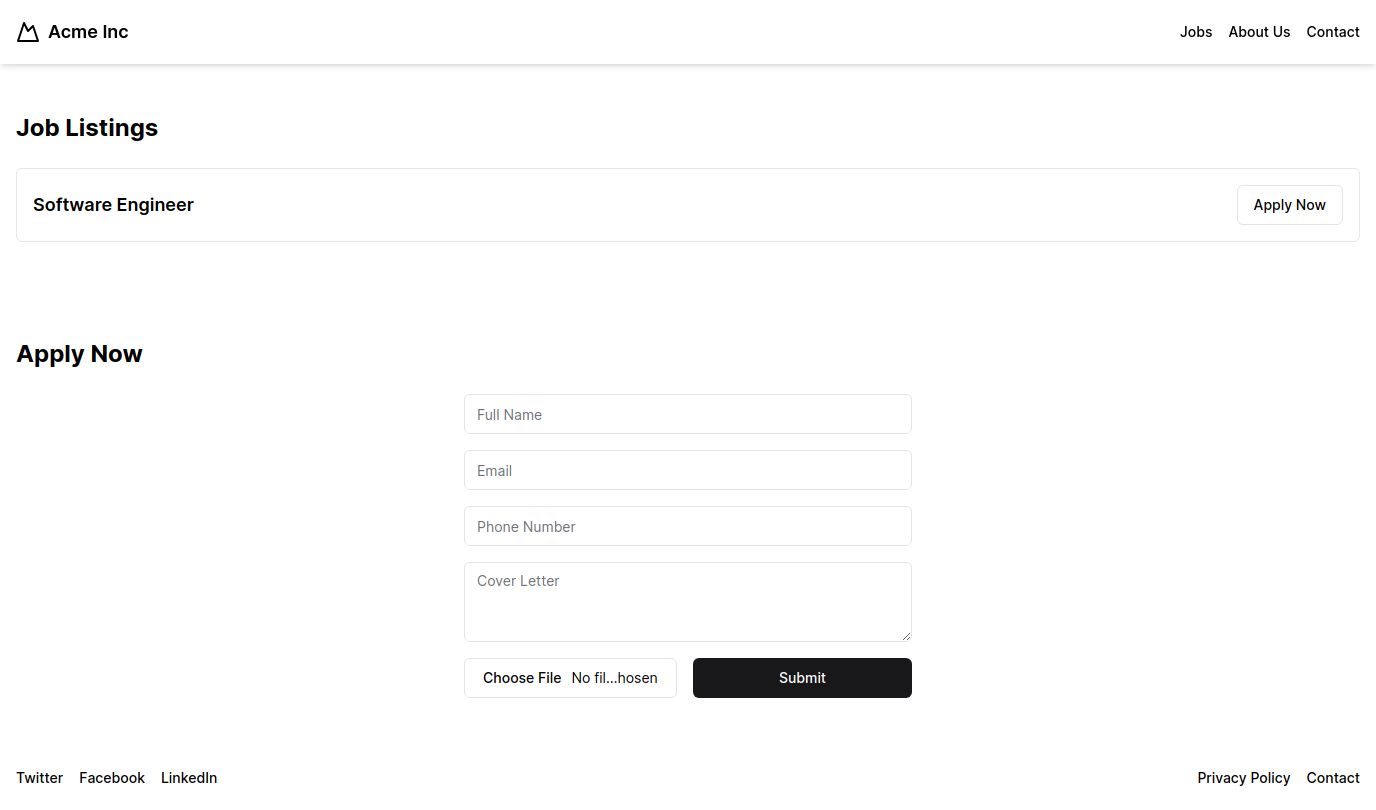 Acme Inc
Jobs About Us Contact
Job Listings
Software Engineer
Apply Now
Apply Now
Full Name
Email
Phone Number
Cover Letter
Choose File No fil...hosen
Submit
Twitter Facebook LinkedIn
Privacy Policy Contact